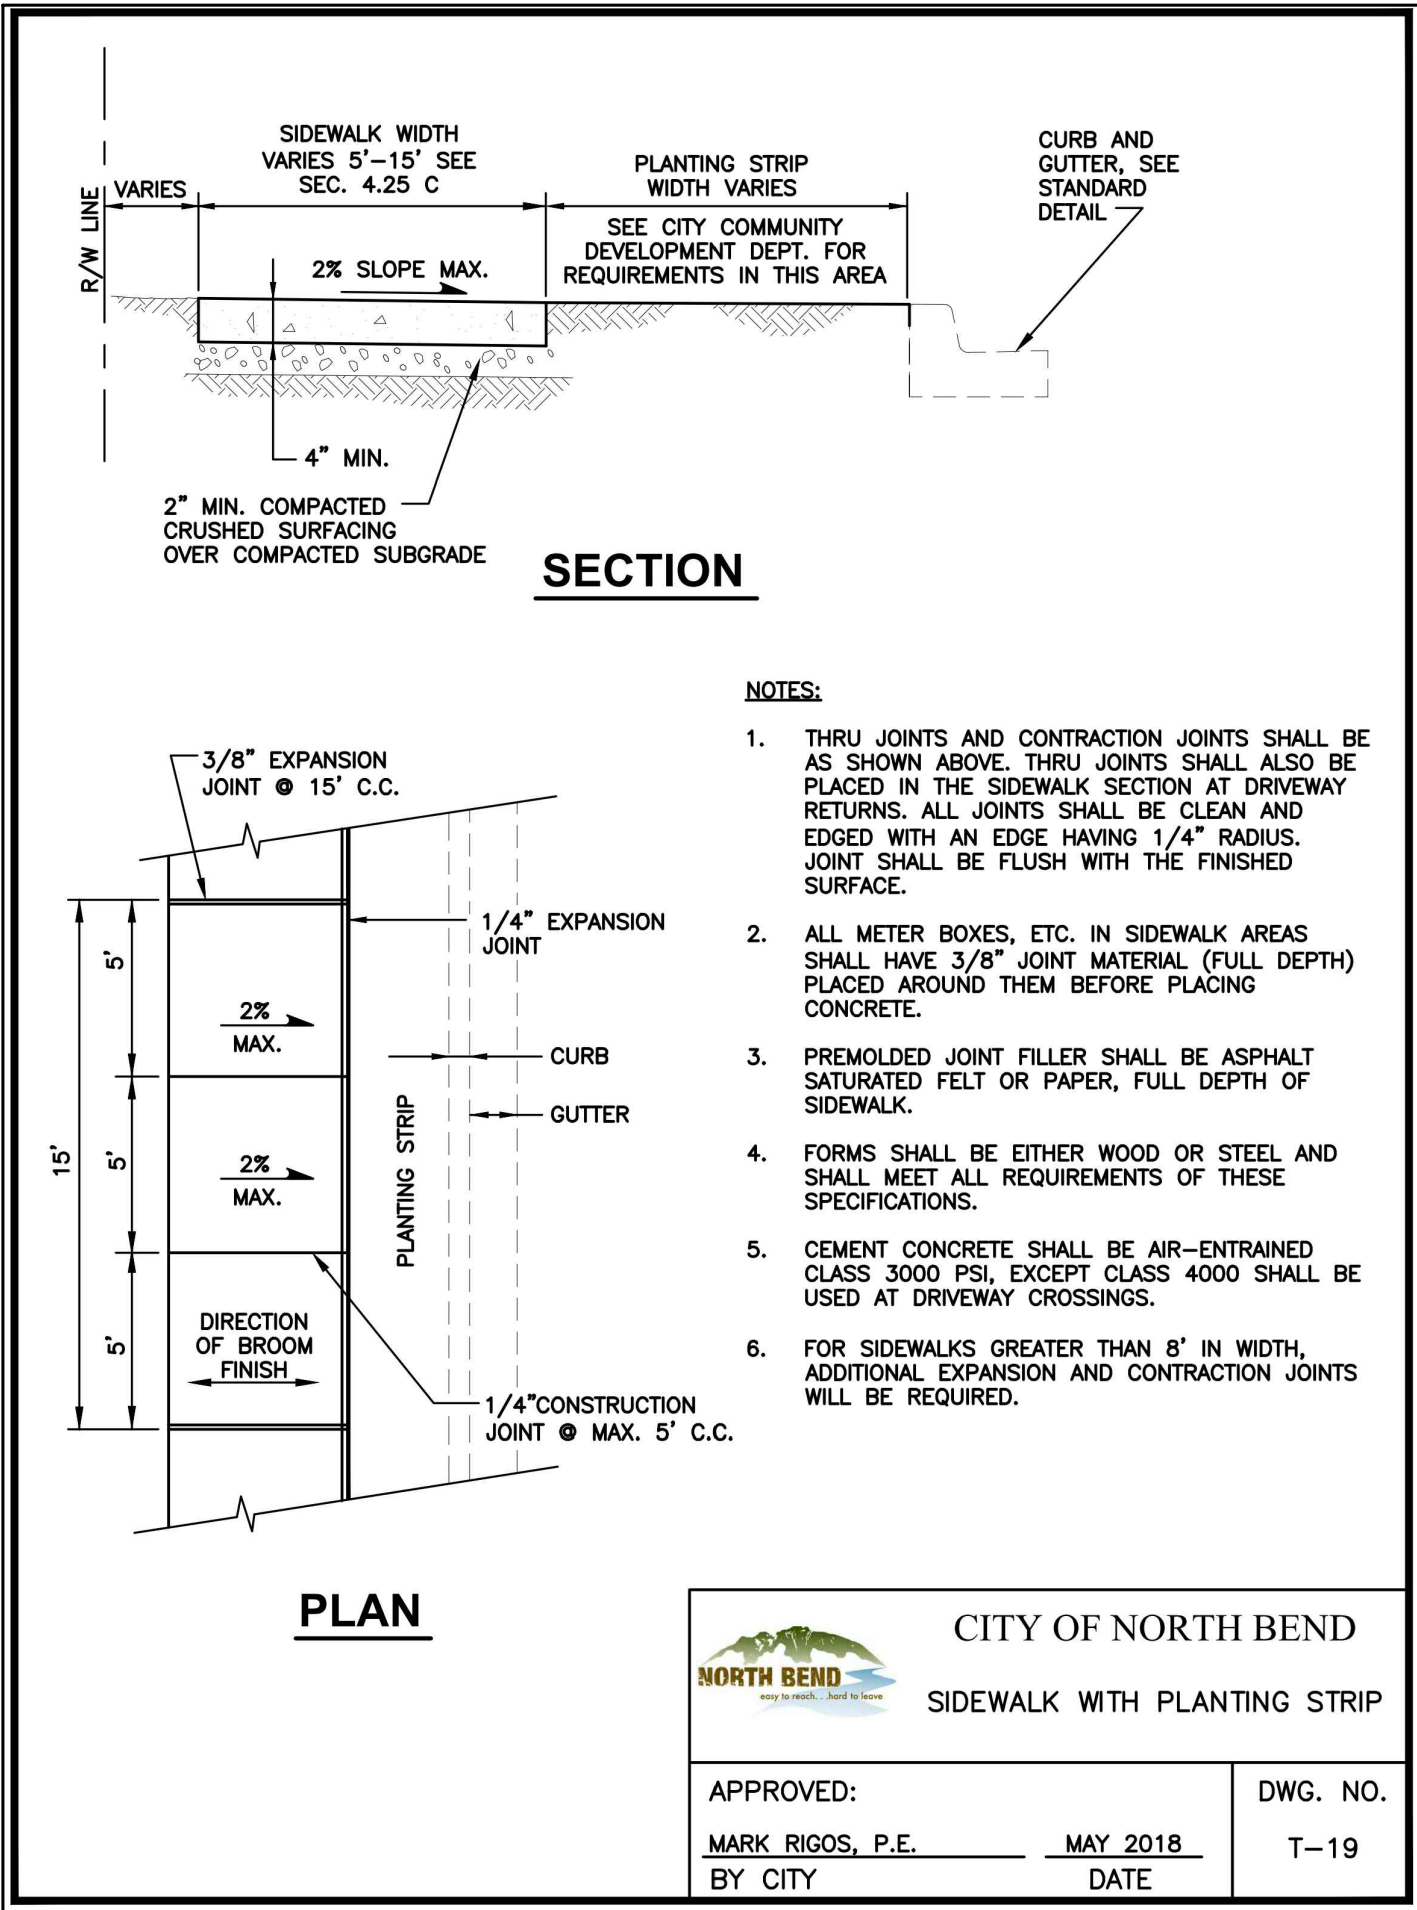 R/W LINE
VARIES
SIDEWALK WIDTH
VARIES 5'-15' SEE
SEC. 4.25 C
PLANTING STRIP
WIDTH VARIES
SEE CITY COMMUNITY
DEVELOPMENT DEPT. FOR
REQUIREMENTS IN THIS AREA
CURB AND
GUTTER, SEE
STANDARD
DETAIL
2% SLOPE MAX.
4" MIN.
2" MIN. COMPACTED
CRUSHED SURFACING
OVER COMPACTED SUBGRADE
SECTION
3/8" EXPANSION
JOINT @ 15' C.C.
1/4" EXPANSION
JOINT
15'
5'
5'
5'
2%
MAX.
2%
MAX.
DIRECTION
OF BROOM
FINISH
PLANTING STRIP
CURB
GUTTER
1/4"CONSTRUCTION
JOINT @ MAX. 5' C.C.
PLAN
NOTES:
1. THRU JOINTS AND CONTRACTION JOINTS SHALL BE
AS SHOWN ABOVE. THRU JOINTS SHALL ALSO BE
PLACED IN THE SIDEWALK SECTION AT DRIVEWAY
RETURNS. ALL JOINTS SHALL BE CLEAN AND
EDGED WITH AN EDGE HAVING 1/4" RADIUS.
JOINT SHALL BE FLUSH WITH THE FINISHED
SURFACE.
2. ALL METER BOXES, ETC. IN SIDEWALK AREAS
SHALL HAVE 3/8" JOINT MATERIAL (FULL DEPTH)
PLACED AROUND THEM BEFORE PLACING
CONCRETE.
3. PREMOLDED JOINT FILLER SHALL BE ASPHALT
SATURATED FELT OR PAPER, FULL DEPTH OF
SIDEWALK.
4. FORMS SHALL BE EITHER WOOD OR STEEL AND
SHALL MEET ALL REQUIREMENTS OF THESE
SPECIFICATIONS.
5. CEMENT CONCRETE SHALL BE AIR-ENTRAINED
CLASS 3000 PSI, EXCEPT CLASS 4000 SHALL BE
USED AT DRIVEWAY CROSSINGS.
6. FOR SIDEWALKS GREATER THAN 8' IN WIDTH,
ADDITIONAL EXPANSION AND CONTRACTION JOINTS
WILL BE REQUIRED.
NORTH BEND
easy to reach. . .hard to leave
CITY OF NORTH BEND
SIDEWALK WITH PLANTING STRIP
APPROVED:
MARK RIGOS, P.E. MAY 2018
BY CITY DATE
DWG. NO.
T-19